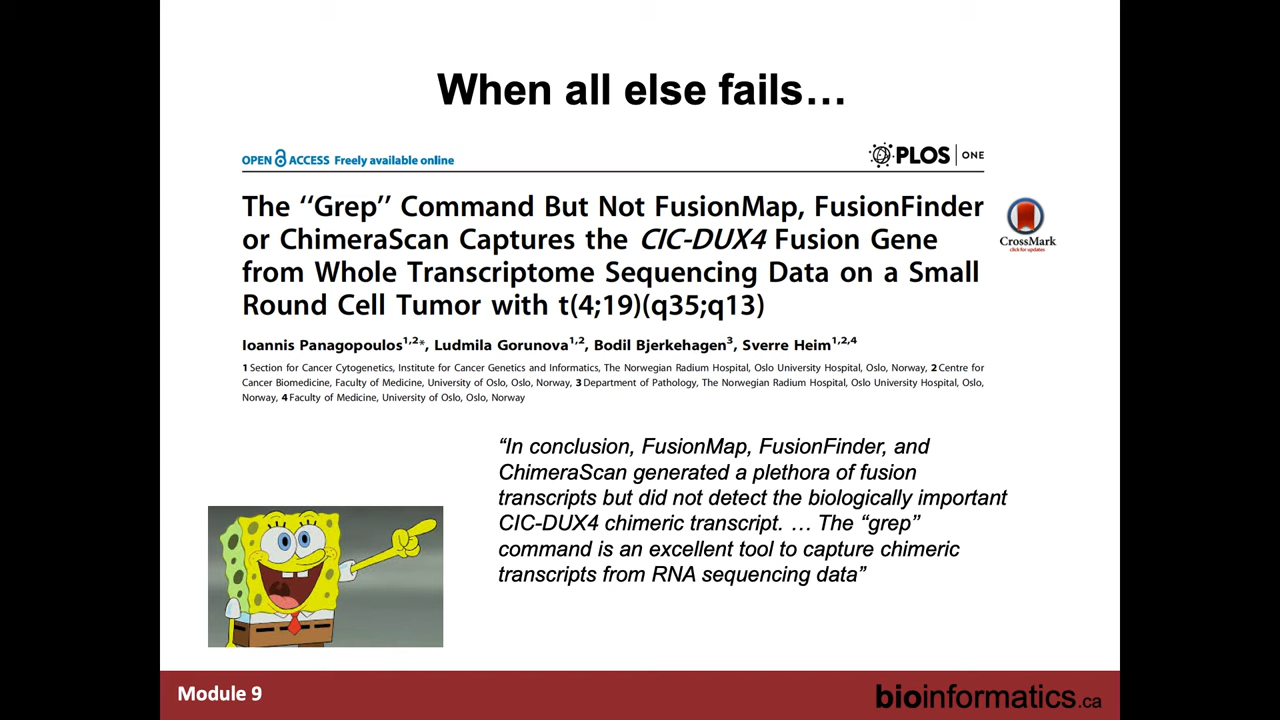 When all else fails…
OPEN ACCESS Freely available online
PLOS ONE
The ‘‘Grep’’ Command But Not FusionMap, FusionFinder
or ChimeraScan Captures the CIC-DUX4 Fusion Gene
from Whole Transcriptome Sequencing Data on a Small
Round Cell Tumor with t(4;19)(q35;q13)
CrossMark
click for updates
Ioannis Panagopoulos1,2*, Ludmila Gorunova1,2, Bodil Bjerkehagen3, Sverre Heim1,2,4
1 Section for Cancer Cytogenetics, Institute for Cancer Genetics and Informatics, The Norwegian Radium Hospital, Oslo University Hospital, Oslo, Norway, 2 Centre for
Cancer Biomedicine, Faculty of Medicine, University of Oslo, Oslo, Norway, 3 Department of Pathology, The Norwegian Radium Hospital, Oslo University Hospital, Oslo,
Norway, 4 Faculty of Medicine, University of Oslo, Oslo, Norway
“In conclusion, FusionMap, FusionFinder, and
ChimeraScan generated a plethora of fusion
transcripts but did not detect the biologically important
CIC-DUX4 chimeric transcript. … The “grep”
command is an excellent tool to capture chimeric
transcripts from RNA sequencing data”
Module 9
bioinformatics.ca